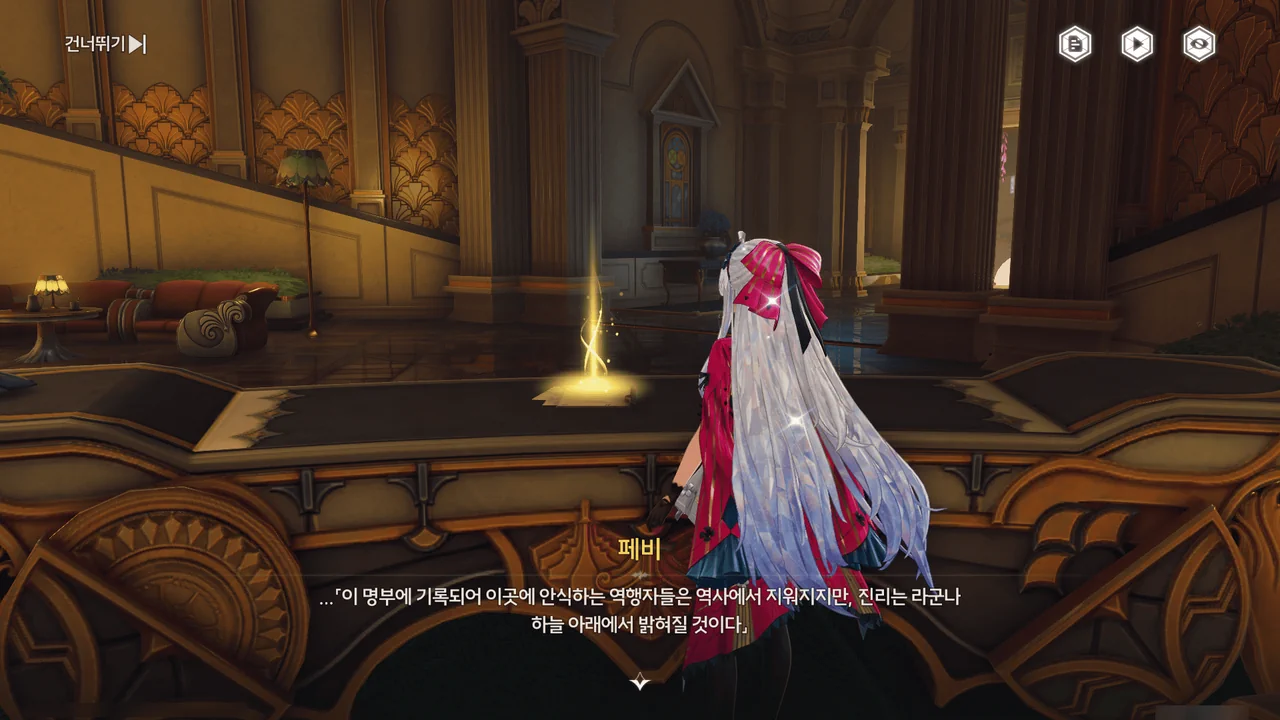 건너뛰기
페비
…「이 명부에 기록되어 이곳에 안식하는 역행자들은 역사에서 지워지지만, 진리는 라군나
하늘 아래에서 밝혀질 것이다」